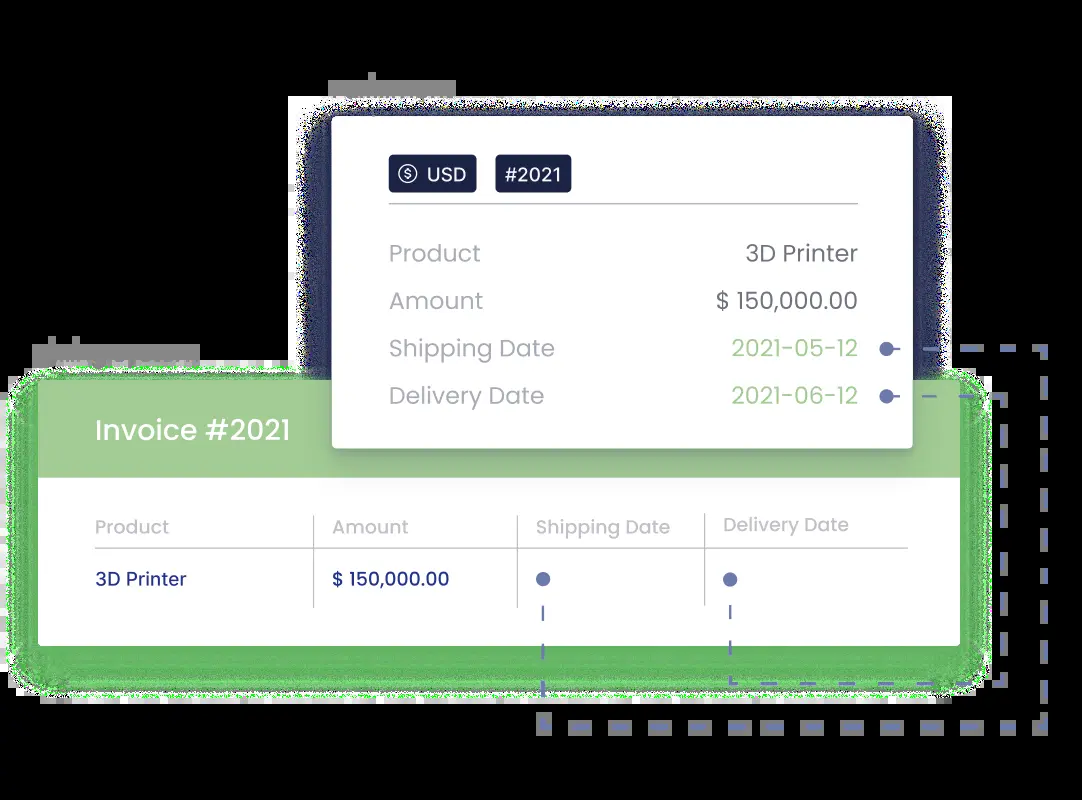 USD #2021
Product 3D Printer
Amount $ 150,000.00
Shipping Date 2021-05-12
Delivery Date 2021-06-12
Invoice #2021
Product Amount Shipping Date Delivery Date
3D Printer $ 150,000.00